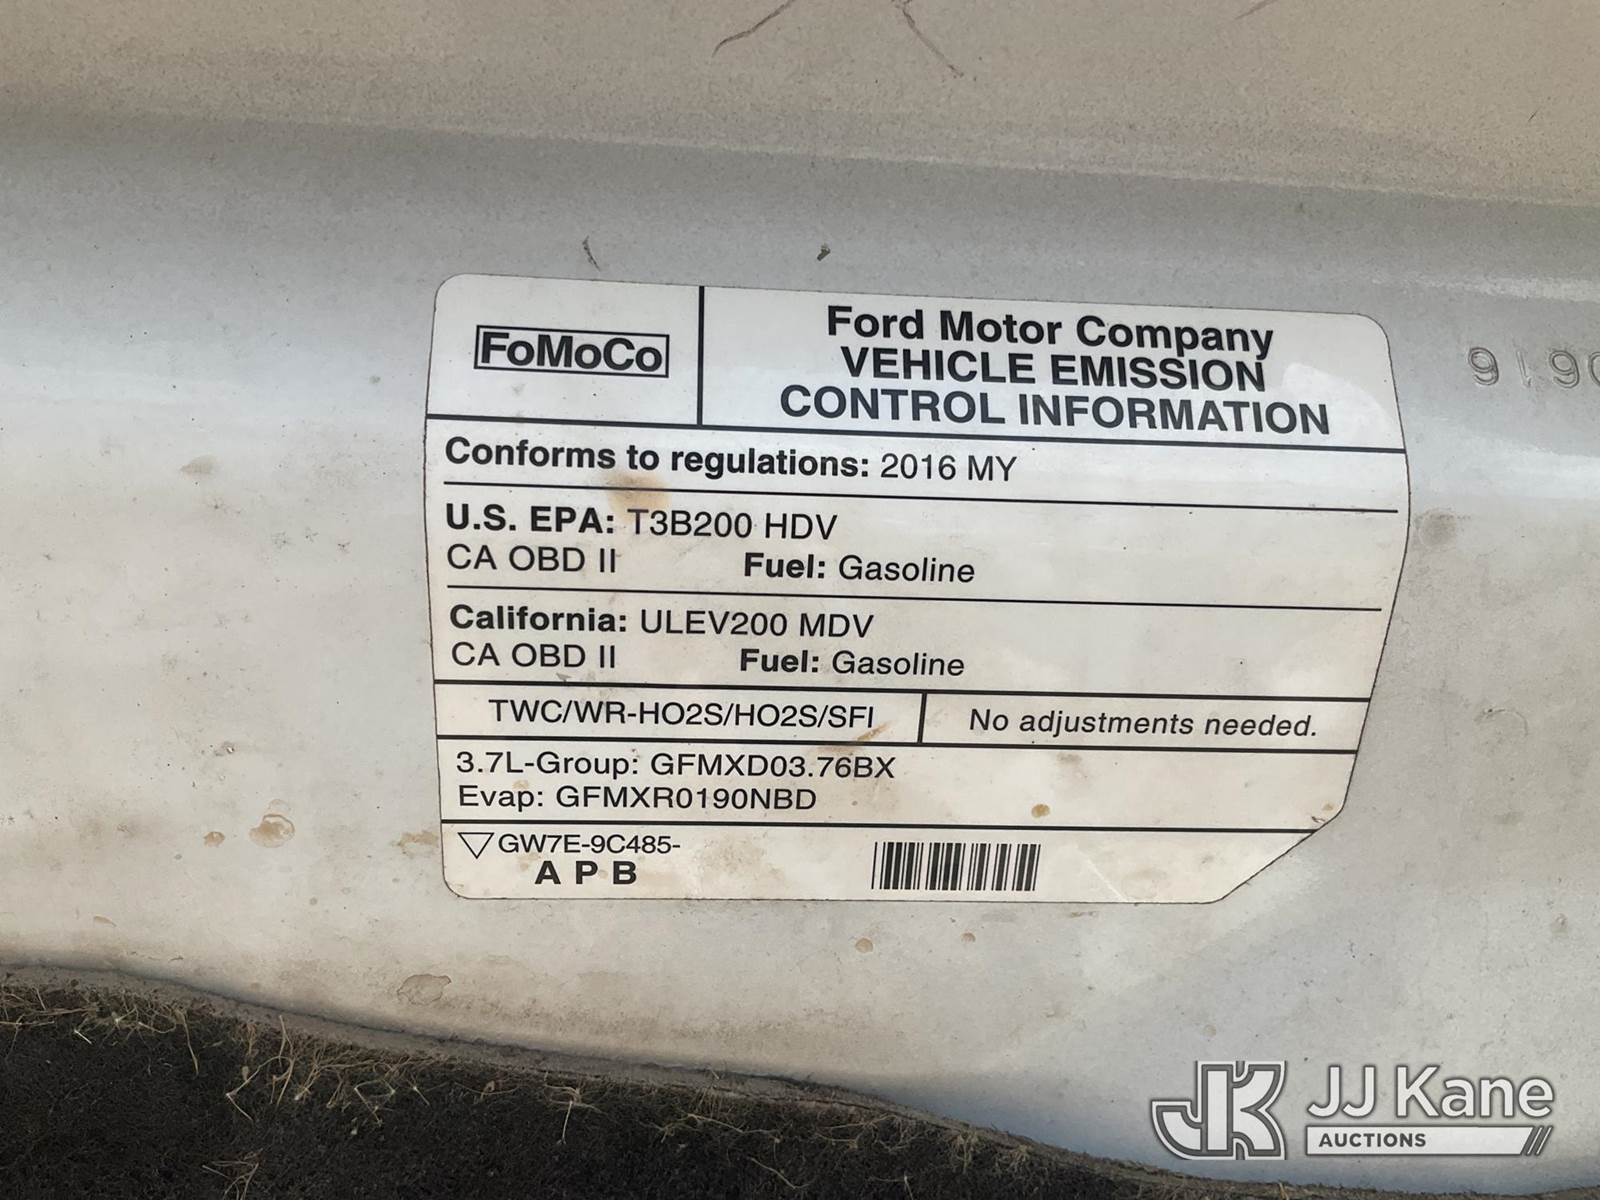 FoMoCo
Ford Motor Company
VEHICLE EMISSION
CONTROL INFORMATION
Conforms to regulations: 2016 MY
U.S. EPA: T3B200 HDV
CA OBD II Fuel: Gasoline
California: ULEV200 MDV
CA OBD II Fuel: Gasoline
TWC/WR-HO2S/HO2S/SFI No adjustments needed.
3.7L-Group: GFMXD03.76BX
Evap: GFMXR0190NBD
GW7E-9C485-
A P B
JK JJ Kane
AUCTIONS